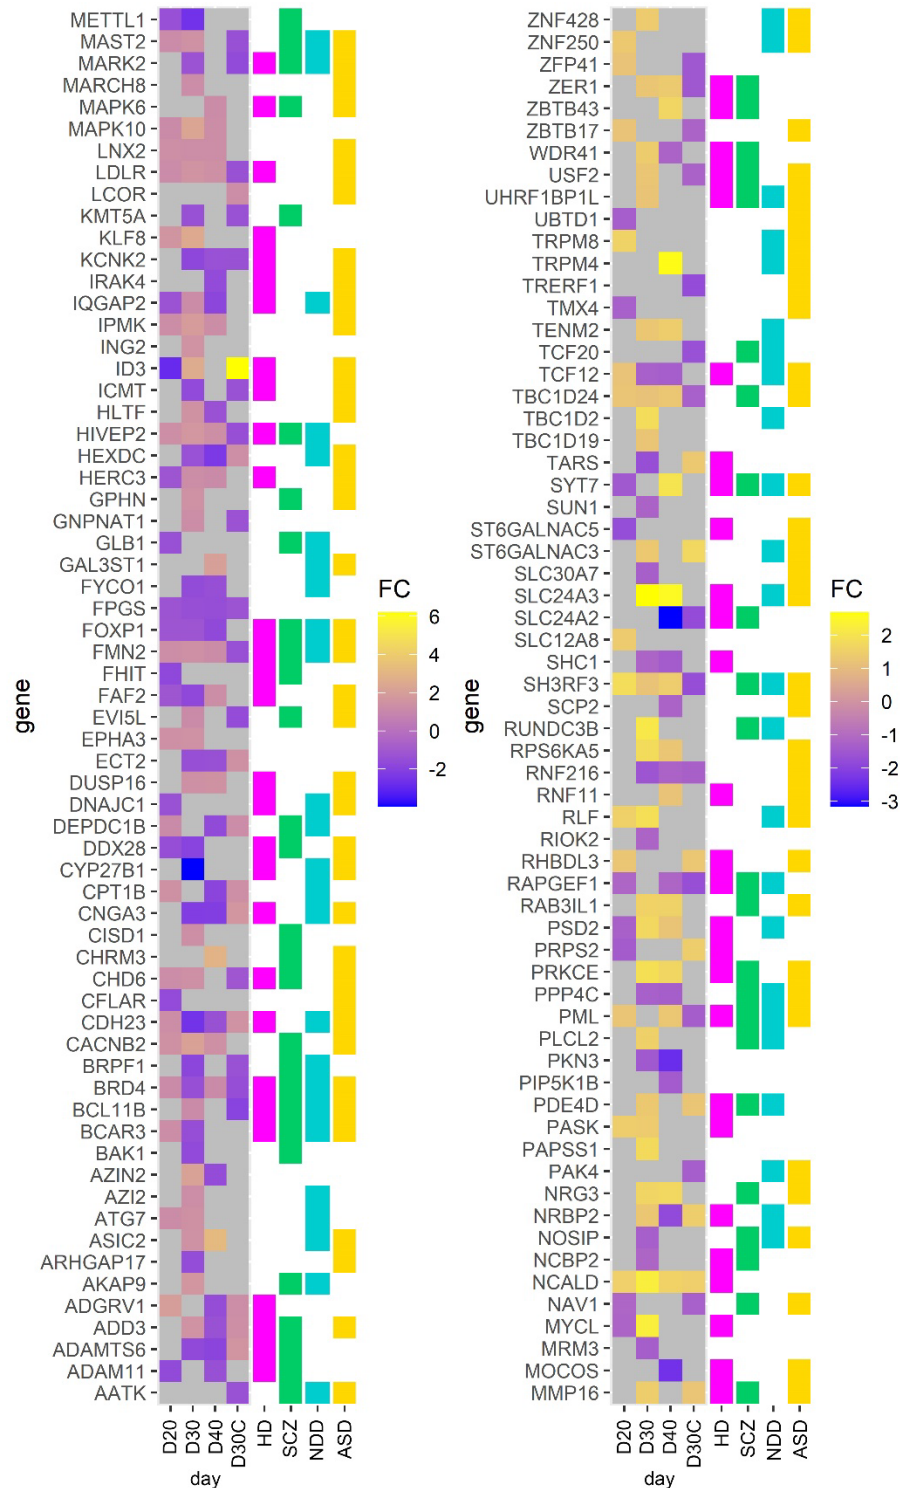 METTL1
MAST2
MARK2
MARCH8
MAPK6
MAPK10
LNX2
LDLR
LCOR
KMT5A
KLF8
KCNK2
IRAK4
IQGAP2
IPMK
ING2
ID3
ICMT
HLTF
HIVEP2
HEXDC
HERC3
GPHN
GNPNAT1
GLB1
GAL3ST1
FYCO1
FPGS
FOXP1
FMN2
FHIT
FAF2
EVI5L
EPHA3
ECT2
DUSP16
DNAJC1
DEPDC1B
DDX28
CYP27B1
CPT1B
CNGA3
CISD1
CHRM3
CHD6
CFLAR
CDH23
CACNB2
BRPF1
BRD4
BCL11B
BCAR3
BAK1
AZIN2
AZI2
ATG7
ASIC2
ARHGAP17
AKAP9
ADGRV1
ADD3
ADAMTS6
ADAM11
AATK
gene
D20
D30
D40
D30C
HD
SCZ
NDD
ASD
day
FC
6
4
2
0
-2
ZNF428
ZNF250
ZFP41
ZER1
ZBTB43
ZBTB17
WDR41
USF2
UHRF1BP1L
UBTD1
TRPM8
TRPM4
TRERF1
TMX4
TENM2
TCF20
TCF12
TBC1D24
TBC1D2
TBC1D19
TARS
SYT7
SUN1
ST6GALNAC5
ST6GALNAC3
SLC30A7
SLC24A3
SLC24A2
SLC12A8
SHC1
SH3RF3
SCP2
RUNDC3B
RPS6KA5
RNF216
RNF11
RLF
RIOK2
RHBDL3
RAPGEF1
RAB3IL1
PSD2
PRPS2
PRKCE
PPP4C
PML
PLCL2
PKN3
PIP5K1B
PDE4D
PASK
PAPSS1
PAK4
NRG3
NRBP2
NOSIP
NCBP2
NCALD
NAV1
MYCL
MRM3
MOCOS
MMP16
gene
D20
D30
D40
D30C
HD
SCZ
NDD
ASD
day
FC
2
1
0
-1
-2
-3